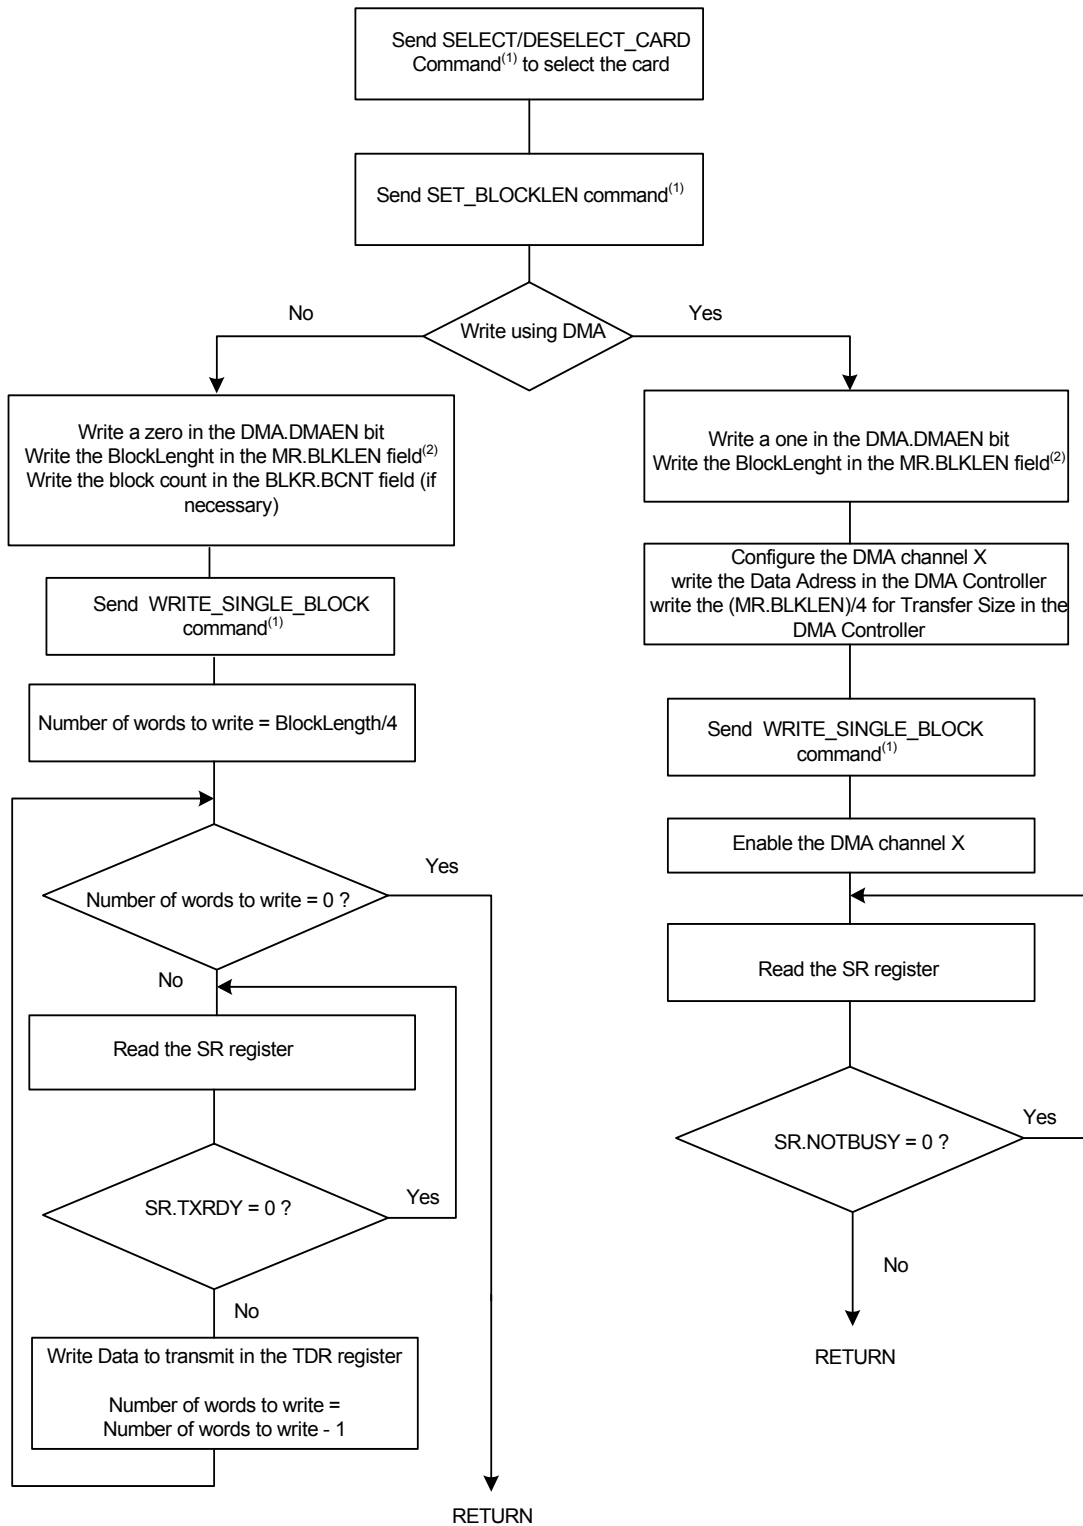 Send SELECT/DESELECT_CARD
Command(1) to select the card
Send SET_BLOCKLEN command(1)
No
Write using DMA
Yes
Write a zero in the DMA.DMAEN bit
Write the BlockLenght in the MR.BLKLEN field(2)
Write the block count in the BLKR.BCNT field (if
necessary)
Send WRITE_SINGLE_BLOCK
command(1)
Number of words to write = BlockLength/4
Number of words to write = 0 ?
Yes
No
Read the SR register
SR.TXRDY = 0 ?
Yes
No
Write Data to transmit in the TDR register
Number of words to write =
Number of words to write - 1
RETURN
Write a one in the DMA.DMAEN bit
Write the BlockLenght in the MR.BLKLEN field(2)
Configure the DMA channel X
write the Data Adress in the DMA Controller
write the (MR.BLKLEN)/4 for Transfer Size in the
DMA Controller
Send WRITE_SINGLE_BLOCK
command(1)
Enable the DMA channel X
Read the SR register
SR.NOTBUSY = 0 ?
Yes
No
RETURN